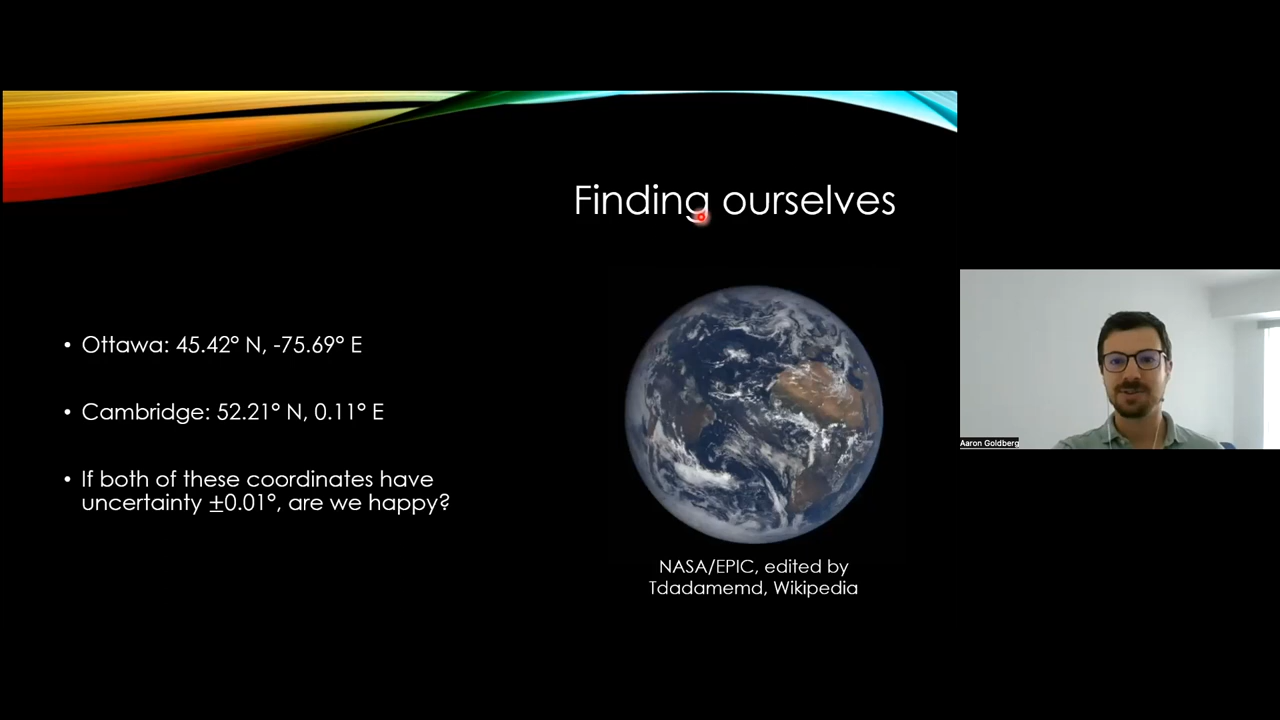 Finding ourselves
• Ottawa: 45.42° N, -75.69° E
• Cambridge: 52.21° N, 0.11° E
• If both of these coordinates have
uncertainty ±0.01°, are we happy?
NASA/EPIC, edited by
Tdadamemd, Wikipedia
Aaron Goldberg